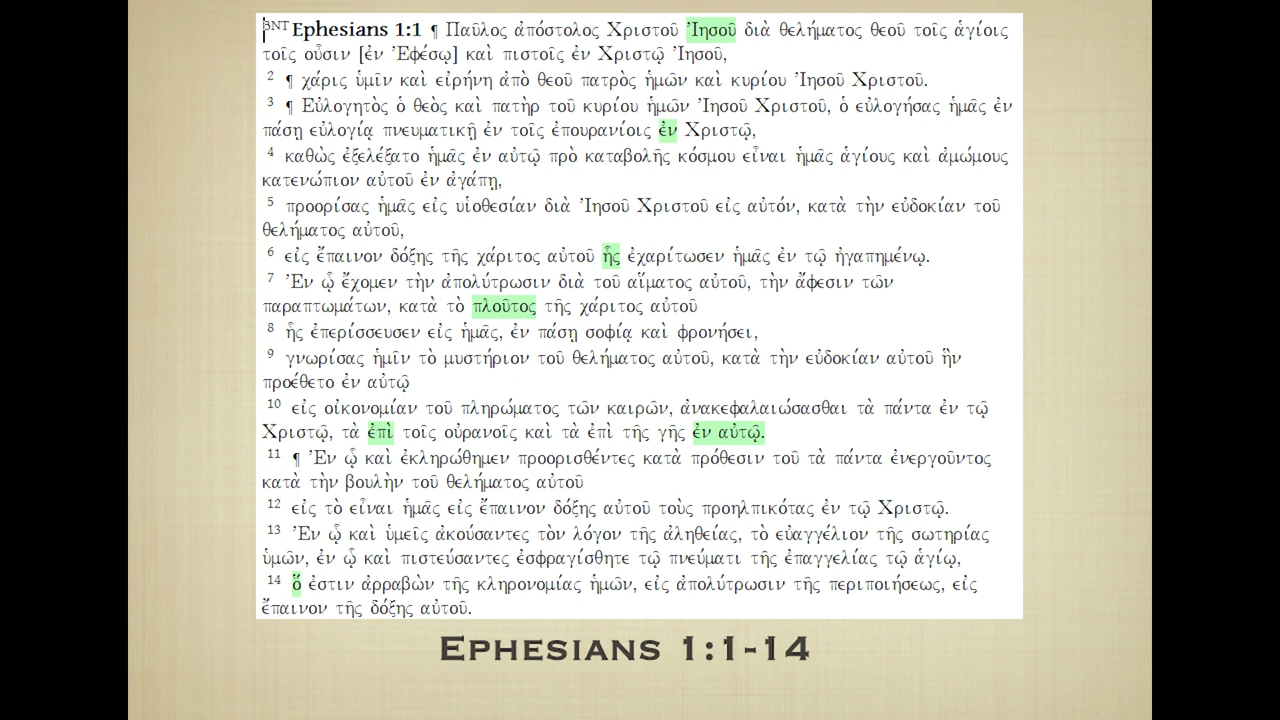 BNT Ephesians 1:1 ¶ Παῦλος ἀπόστολος Χριστοῦ Ἰησοῦ διὰ θελήματος θεοῦ τοῖς ἁγίοις
τοῖς οὖσιν [ἐν Ἐφέσῳ] καὶ πιστοῖς ἐν Χριστῷ Ἰησοῦ,
2 ¶ χάρις ὑμῖν καὶ εἰρήνη ἀπὸ θεοῦ πατρὸς ἡμῶν καὶ κυρίου Ἰησοῦ Χριστοῦ.
3 ¶ Εὐλογητὸς ὁ θεὸς καὶ πατὴρ τοῦ κυρίου ἡμῶν Ἰησοῦ Χριστοῦ, ὁ εὐλογήσας ἡμᾶς ἐν
πάσῃ εὐλογίᾳ πνευματικῇ ἐν τοῖς ἐπουρανίοις ἐν Χριστῷ,
4 καθὼς ἐξελέξατο ἡμᾶς ἐν αὐτῷ πρὸ καταβολῆς κόσμου εἶναι ἡμᾶς ἁγίους καὶ ἀμώμους
κατενώπιον αὐτοῦ ἐν ἀγάπῃ,
5 προορίσας ἡμᾶς εἰς υἱοθεσίαν διὰ Ἰησοῦ Χριστοῦ εἰς αὐτόν, κατὰ τὴν εὐδοκίαν τοῦ
θελήματος αὐτοῦ,
6 εἰς ἔπαινον δόξης τῆς χάριτος αὐτοῦ ἧς ἐχαρίτωσεν ἡμᾶς ἐν τῷ ἠγαπημένῳ.
7 Ἐν ᾧ ἔχομεν τὴν ἀπολύτρωσιν διὰ τοῦ αἵματος αὐτοῦ, τὴν ἄφεσιν τῶν
παραπτωμάτων, κατὰ τὸ πλοῦτος τῆς χάριτος αὐτοῦ
8 ἧς ἐπερίσσευσεν εἰς ἡμᾶς, ἐν πάσῃ σοφίᾳ καὶ φρονήσει,
9 γνωρίσας ἡμῖν τὸ μυστήριον τοῦ θελήματος αὐτοῦ, κατὰ τὴν εὐδοκίαν αὐτοῦ ἣν
προέθετο ἐν αὐτῷ
10 εἰς οἰκονομίαν τοῦ πληρώματος τῶν καιρῶν, ἀνακεφαλαιώσασθαι τὰ πάντα ἐν τῷ
Χριστῷ, τὰ ἐπὶ τοῖς οὐρανοῖς καὶ τὰ ἐπὶ τῆς γῆς ἐν αὐτῷ.
11 ¶ Ἐν ᾧ καὶ ἐκληρώθημεν προορισθέντες κατὰ πρόθεσιν τοῦ τὰ πάντα ἐνεργοῦντος
κατὰ τὴν βουλὴν τοῦ θελήματος αὐτοῦ
12 εἰς τὸ εἶναι ἡμᾶς εἰς ἔπαινον δόξης αὐτοῦ τοὺς προηλπικότας ἐν τῷ Χριστῷ.
13 Ἐν ᾧ καὶ ὑμεῖς ἀκούσαντες τὸν λόγον τῆς ἀληθείας, τὸ εὐαγγέλιον τῆς σωτηρίας
ὑμῶν, ἐν ᾧ καὶ πιστεύσαντες ἐσφραγίσθητε τῷ πνεύματι τῆς ἐπαγγελίας τῷ ἁγίῳ,
14 ὅ ἐστιν ἀρραβὼν τῆς κληρονομίας ἡμῶν, εἰς ἀπολύτρωσιν τῆς περιποιήσεως, εἰς
ἔπαινον τῆς δόξης αὐτοῦ.
EPHESIANS 1:1-14